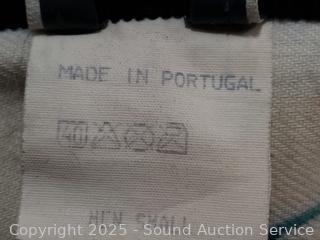 MADE IN PORTUGAL
40
MEN SMALL
Copyright 2025 - Sound Auction Service